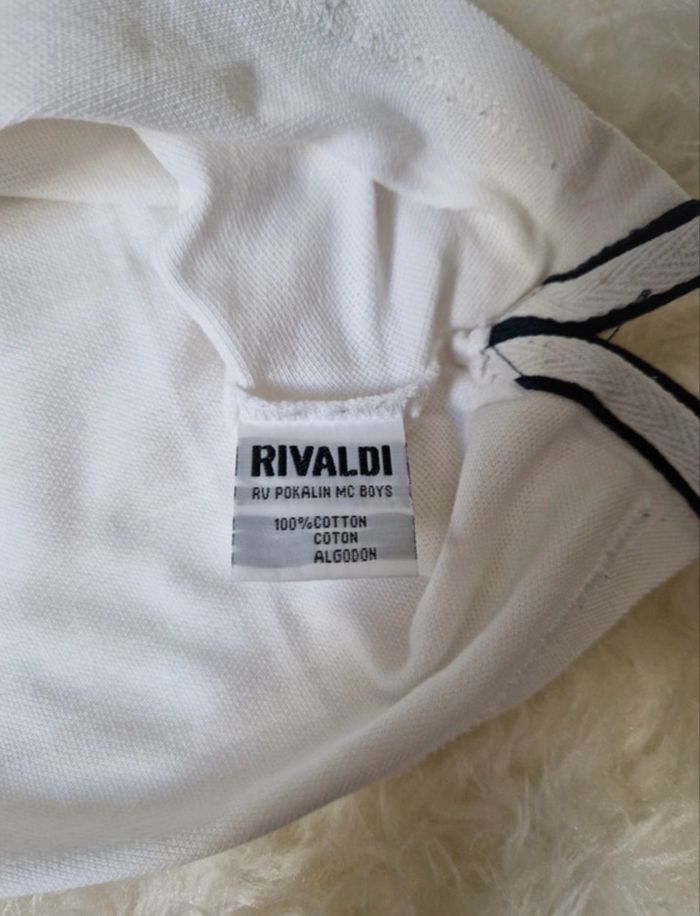 RIVALDI
RV POKALIN MC BOYS
100%COTTON
COTON
ALGODON